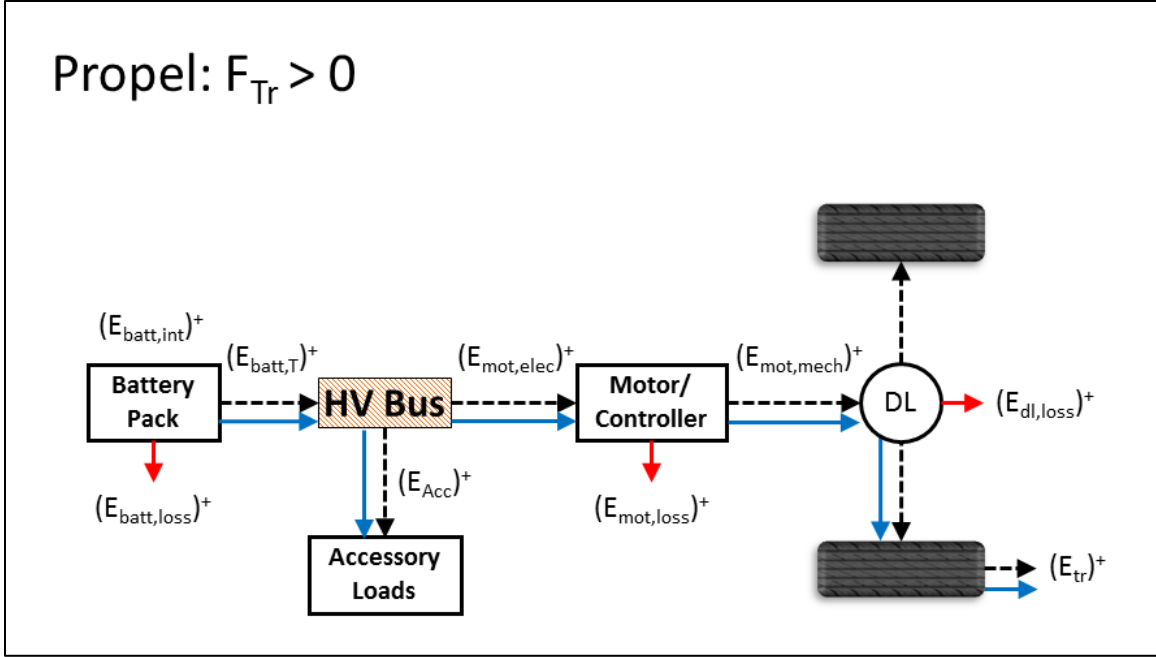 Propel: F_Tr > 0
(E_batt,int)⁺
(E_batt,T)⁺
(E_mot,elec)⁺
(E_mot,mech)⁺
Battery
Pack
HV Bus
Motor/
Controller
DL
(E_dl,loss)⁺
(E_batt,loss)⁺
(E_Acc)⁺
(E_mot,loss)⁺
Accessory
Loads
(E_tr)⁺